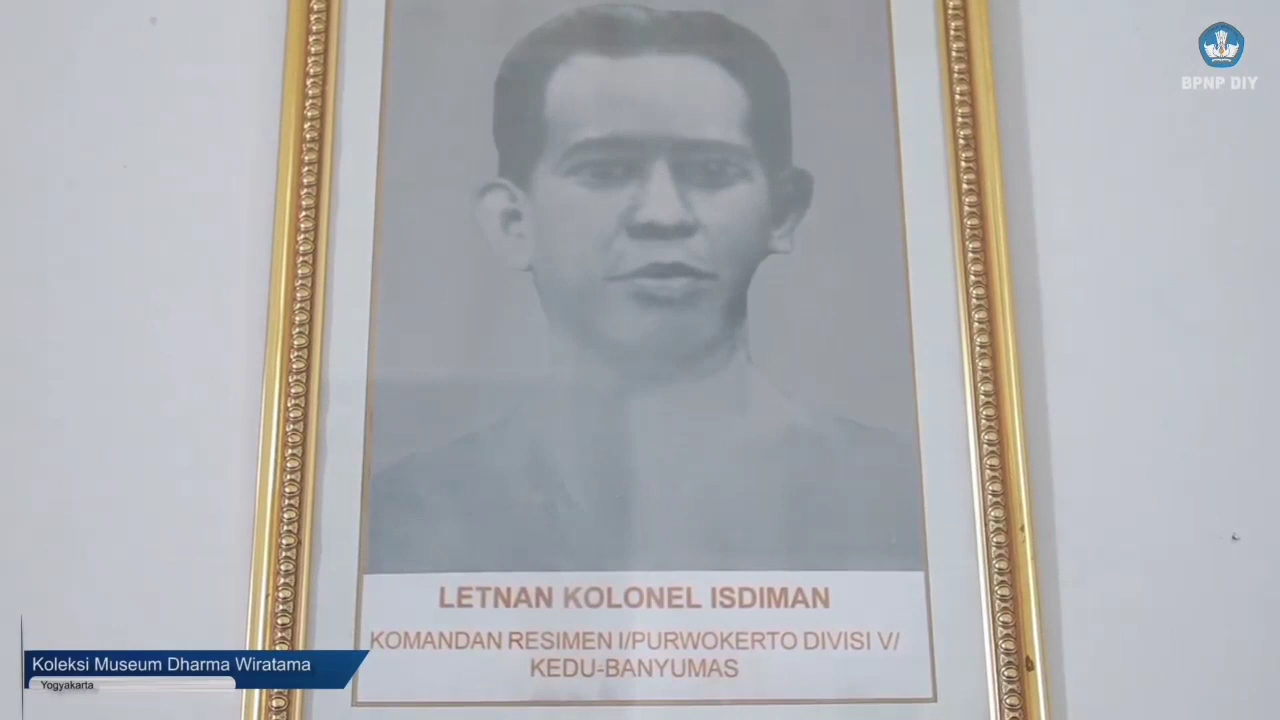 BPNP DIY
LETNAN KOLONEL ISDIMAN
KOMANDAN RESIMEN I/PURWOKERTO DIVISI V/
KEDU-BANYUMAS
Koleksi Museum Dharma Wiratama
Yogyakarta